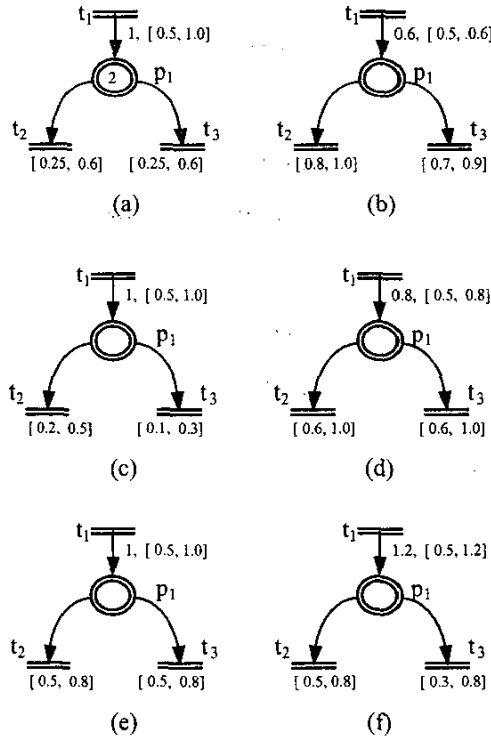 t1 1, [ 0.5, 1.0]
2 p1
t2 t3
[ 0.25, 0.6] [ 0.25, 0.6]
(a)
t1 0.6, [ 0.5, .0.6]
p1
t2 t3
[ 0.8, 1.0] [ 0.7, 0.9]
(b)
t1 1, [ 0.5, 1.0]
p1
t2 t3
[ 0.2, 0.5] [ 0.1, 0.3]
(c)
t1 0.8, [ 0.5, 0.8]
p1
t2 t3
[ 0.6, 1.0] [ 0.6, 1.0]
(d)
t1 1, [ 0.5, 1.0]
p1
t2 t3
[ 0.5, 0.8] [ 0.5, 0.8]
(e)
t1 1.2, [ 0.5, 1.2]
p1
t2 t3
[ 0.5, 0.8] [ 0.3, 0.8]
(f)